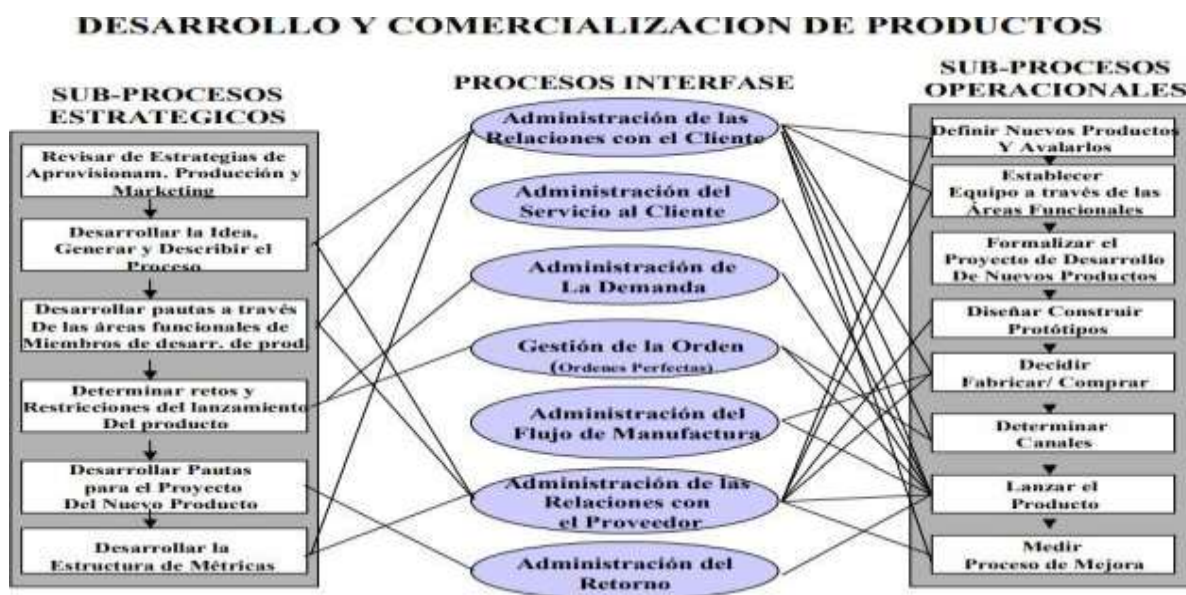 DESARROLLO Y COMERCIALIZACION DE PRODUCTOS
SUB-PROCESOS
ESTRATEGICOS
Revisar de Estrategias de
Aprovisionam. Producción y
Marketing
Desarrollar la Idea,
Generar y Describir el
Proceso
Desarrollar pautas a través
De las áreas funcionales de
Miembros de desarr. de prod.
Determinar retos y
Restricciones del lanzamiento
Del producto
Desarrollar Pautas
para el Proyecto
Del Nuevo Producto
Desarrollar la
Estructura de Métricas
PROCESOS INTERFASE
Administración de las
Relaciones con el Cliente
Administración del
Servicio al Cliente
Administración de
La Demanda
Gestión de la Orden
(Ordenes Perfectas)
Administración del
Flujo de Manufactura
Administración de las
Relaciones con
el Proveedor
Administración del
Retorno
SUB-PROCESOS
OPERACIONALES
Definir Nuevos Productos
Y Avalarlos
Establecer
Equipo a través de las
Áreas Funcionales
Formalizar el
Proyecto de Desarrollo
De Nuevos Productos
Diseñar Construir
Protótipos
Decidir
Fabricar/ Comprar
Determinar
Canales
Lanzar el
Producto
Medir
Proceso de Mejora